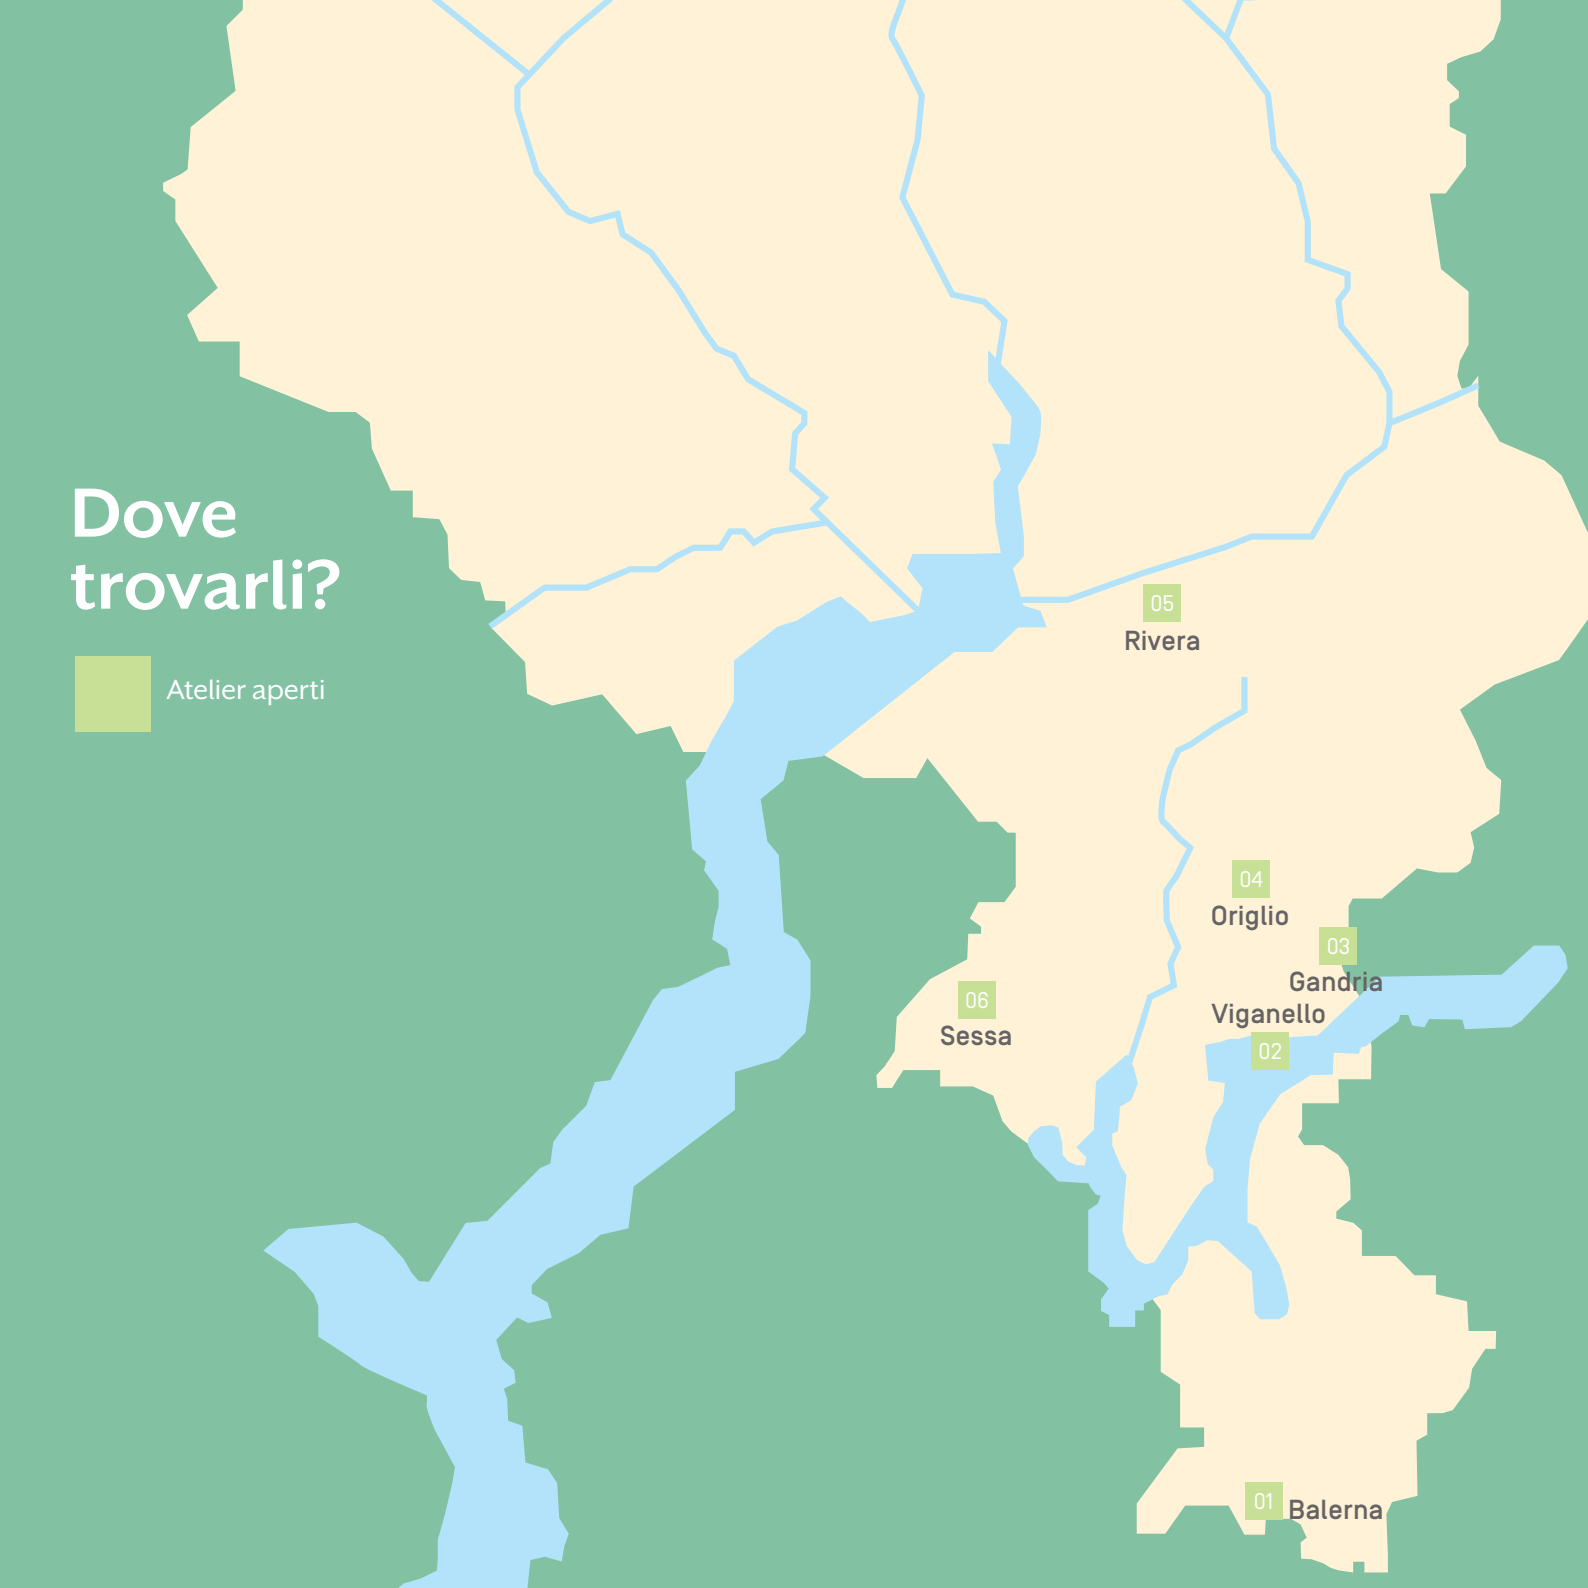 Dove
trovarli?
Atelier aperti
05
Rivera
04
Origlio
03
Gandria
Viganello
02
06
Sessa
01 Balerna